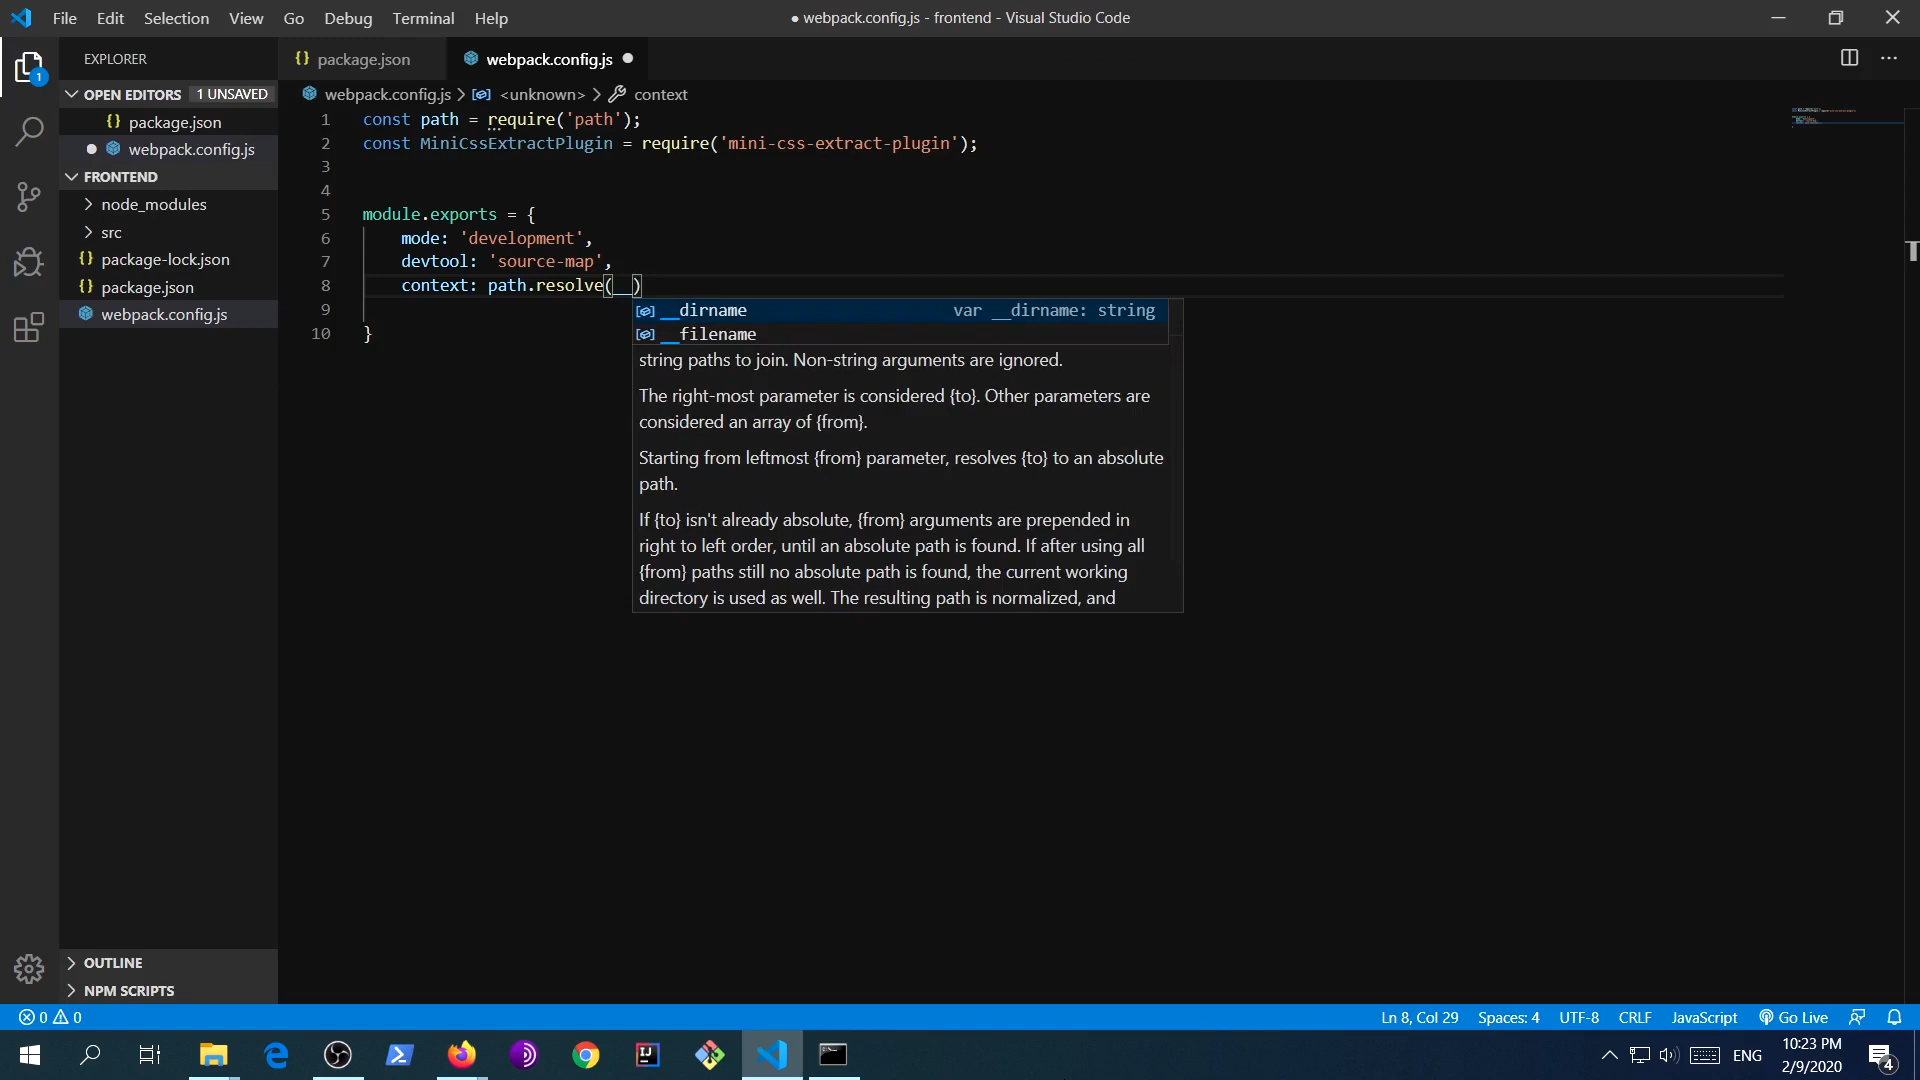 File Edit Selection View Go Debug Terminal Help
● webpack.config.js - frontend - Visual Studio Code
EXPLORER
1
OPEN EDITORS 1 UNSAVED
{} package.json
webpack.config.js
FRONTEND
node_modules
src
{} package-lock.json
{} package.json
webpack.config.js
OUTLINE
NPM SCRIPTS
{} package.json
webpack.config.js
webpack.config.js > <unknown> > context
1 const path = require('path');
2 const MiniCssExtractPlugin = require('mini-css-extract-plugin');
3
4
5 module.exports = {
6 mode: 'development',
7 devtool: 'source-map',
8 context: path.resolve(__)
9
10 }
__dirname var __dirname: string
__filename
string paths to join. Non-string arguments are ignored.
The right-most parameter is considered {to}. Other parameters are
considered an array of {from}.
Starting from leftmost {from} parameter, resolves {to} to an absolute
path.
If {to} isn't already absolute, {from} arguments are prepended in
right to left order, until an absolute path is found. If after using all
{from} paths still no absolute path is found, the current working
directory is used as well. The resulting path is normalized, and
0 0
Ln 8, Col 29 Spaces: 4 UTF-8 CRLF JavaScript Go Live
ENG
10:23 PM
2/9/2020
4